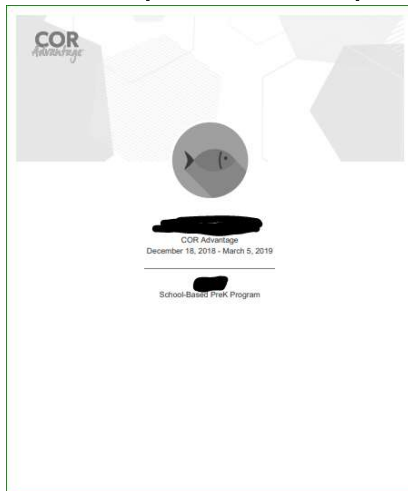 COR
Advantage
COR Advantage
December 18, 2018 - March 5, 2019
School-Based PreK Program